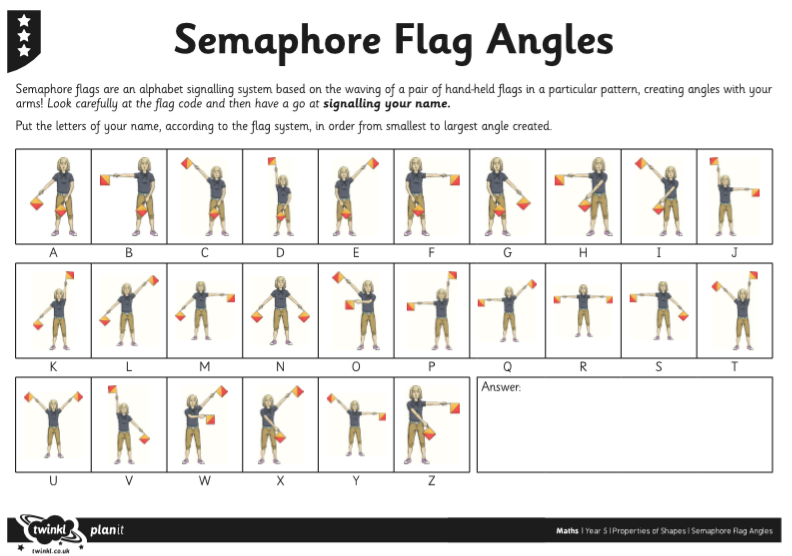 Semaphore Flag Angles
Semaphore flags are an alphabet signalling system based on the waving of a pair of hand-held flags in a particular pattern, creating angles with your
arms! Look carefully at the flag code and then have a go at signalling your name.
Put the letters of your name, according to the flag system, in order from smallest to largest angle created.
A B C D E F G H I J
K L M N O P Q R S T
Answer:
U V W X Y Z
twinkl planit
twinkl.co.uk
Maths | Year 5 | Properties of Shapes | Semaphore Flag Angles